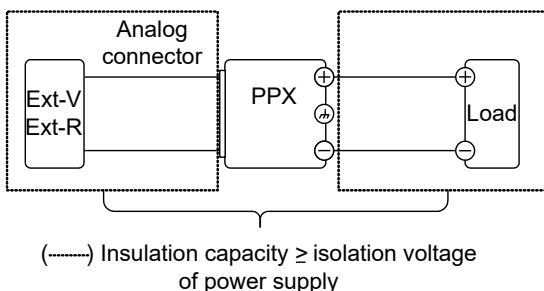 Analog
connector
Ext-V
Ext-R
PPX
+
−
+
−
Load
(--------) Insulation capacity ≥ isolation voltage
of power supply